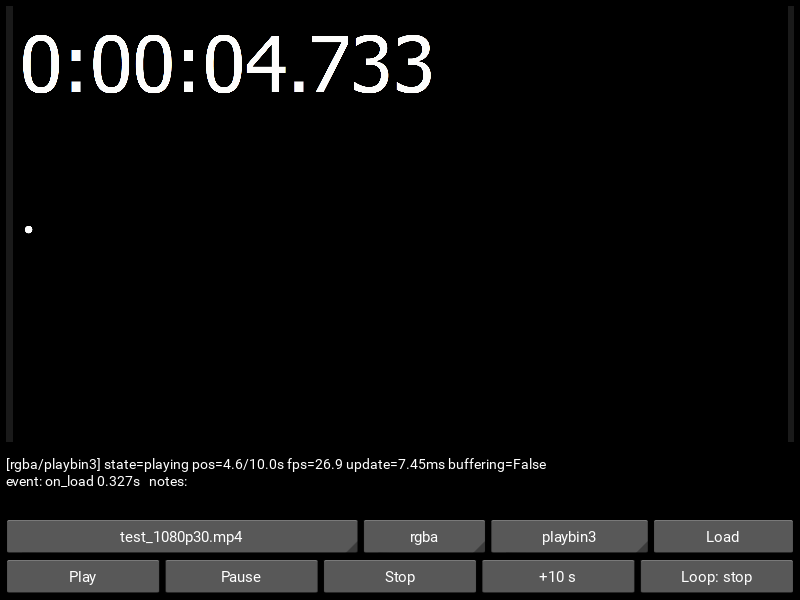 0:00:04.733
[rgba/playbin3] state=playing pos=4.6/10.0s fps=26.9 update=7.45ms buffering=False
event: on_load 0.327s   notes:
test_1080p30.mp4 rgba playbin3 Load
Play Pause Stop +10 s Loop: stop